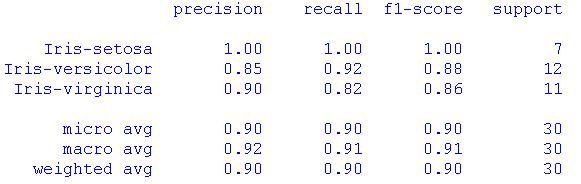 precision recall f1-score support
Iris-setosa 1.00 1.00 1.00 7
Iris-versicolor 0.85 0.92 0.88 12
Iris-virginica 0.90 0.82 0.86 11
micro avg 0.90 0.90 0.90 30
macro avg 0.92 0.91 0.91 30
weighted avg 0.90 0.90 0.90 30